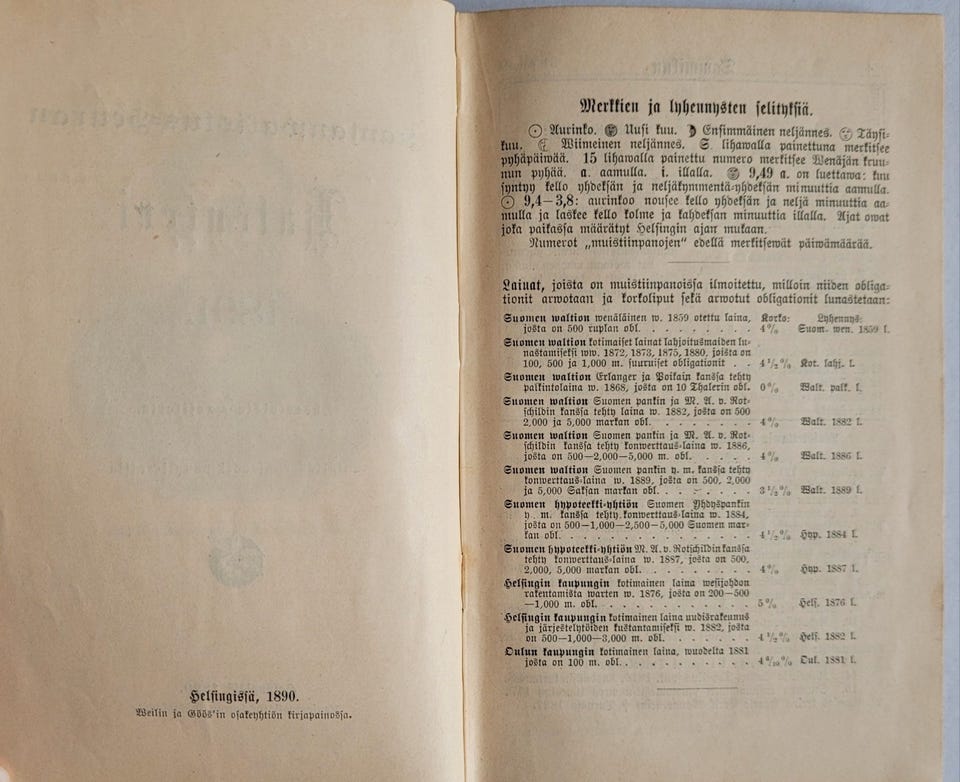 Helsingissä, 1890.
Weilin ja Göös'in osakeyhtiön kirjapainossa.
Merkkien ja lyhennysten selityksiä.
Aurinko. Uusi kuu. Ensimmäinen neljännes. Täysi-
kuu. Wiimeinen neljännes. S. lihawalla painettuna merkitsee
pyhäpäiwää. 15 lihawalla painettu numero merkitsee Wenäjän kruu-
nun pyhää. a. aamulla. i. illalla. 9,49 a. on luettawa: kuu
syntyy kello yhdeksän ja neljäkymmentä-yhdeksän minuuttia aamulla.
9,4—3,8: aurinkoo nousee kello yhdeksän ja neljä minuuttia aa-
mulla ja laskee kello kolme ja kahdeksan minuuttia illalla. Ajat owat
joka paikassa määrätyt Helsingin ajan mukaan.
Numerot „muistiinpanojen" edellä merkitsewät päiwämäärää.
Lainat, joista on muistiinpanoissa ilmoitettu, milloin niiden obliga-
tionit arwotaan ja korkoliput sekä arwotut obligationit lunastetaan:
Korko: Lyhennys:
Suomen waltion wenäläinen w. 1859 otettu laina,
josta on 500 ruplan obl. . . . . . . . 4 % Suom. wen. 1859 l.
Suomen waltion kotimaiset lainat lahjoitusmaiden lu-
nastamiseksi ww. 1872, 1873, 1875, 1880, joista on
100, 500 ja 1,000 m. suuruiset obligationit . . 4 1/2 % Kot. lahj. l.
Suomen waltion Erlanger ja Poikain kanssa tehty
palkintolaina w. 1868, josta on 10 Thalerin obl. 0 % Walt. palk. l.
Suomen waltion Suomen pankin ja M. A. v. Rot-
schildin kanssa tehty laina w. 1882, josta on 500
2,000 ja 5,000 markan obl. . . . . . . . 4 % Walt. 1882 l.
Suomen waltion Suomen pankin ja M. A. v. Rot-
schildin kanssa tehty konwerttaus-laina w. 1886,
josta on 500—2,000—5,000 m. obl. . . . . 4 % Walt. 1886 l.
Suomen waltion Suomen pankin y. m. kanssa tehty
konwerttaus-laina w. 1889, josta on 500, 2,000
ja 5,000 Saksan markan obl. . . . . . . . 3 1/2 % Walt. 1889 l.
Suomen hypoteekki-yhtiön Suomen Yhdyspankin
y. m. kanssa tehty konwerttaus-laina w. 1884,
josta on 500—1,000—2,500—5,000 Suomen mar-
kan obl. . . . . . . . . . . . 4 1/2 % Hyp. 1884 l.
Suomen hypoteekki-yhtiön M. A. v. Rotschildin kanssa
tehty konwerttaus-laina w. 1887, josta on 500,
2,000, 5,000 markan obl. . . . . . . . . 4 % Hyp. 1887 l.
Helsingin kaupungin kotimainen laina wesijohdon
rakentamista warten w. 1876, josta on 200—500
—1,000 m. obl. . . . . . . . . . . 5 % Hels. 1876 l.
Helsingin kaupungin kotimainen laina uudisrakennus
ja järjestelytöiden kustantamiseksi w. 1882, josta
on 500—1,000—3,000 m. obl. . . . . . . 4 1/2 % Hels. 1882 l.
Oulun kaupungin kotimainen laina, wuodelta 1881
josta on 100 m. obl. . . . . . . . . . 4 9/10 % Oul. 1881 l.